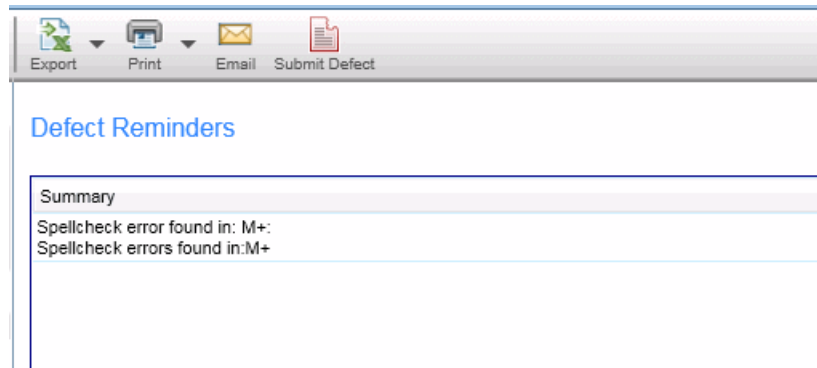 Export Print Email Submit Defect
Defect Reminders
Summary
Spellcheck error found in: M+:
Spellcheck errors found in:M+